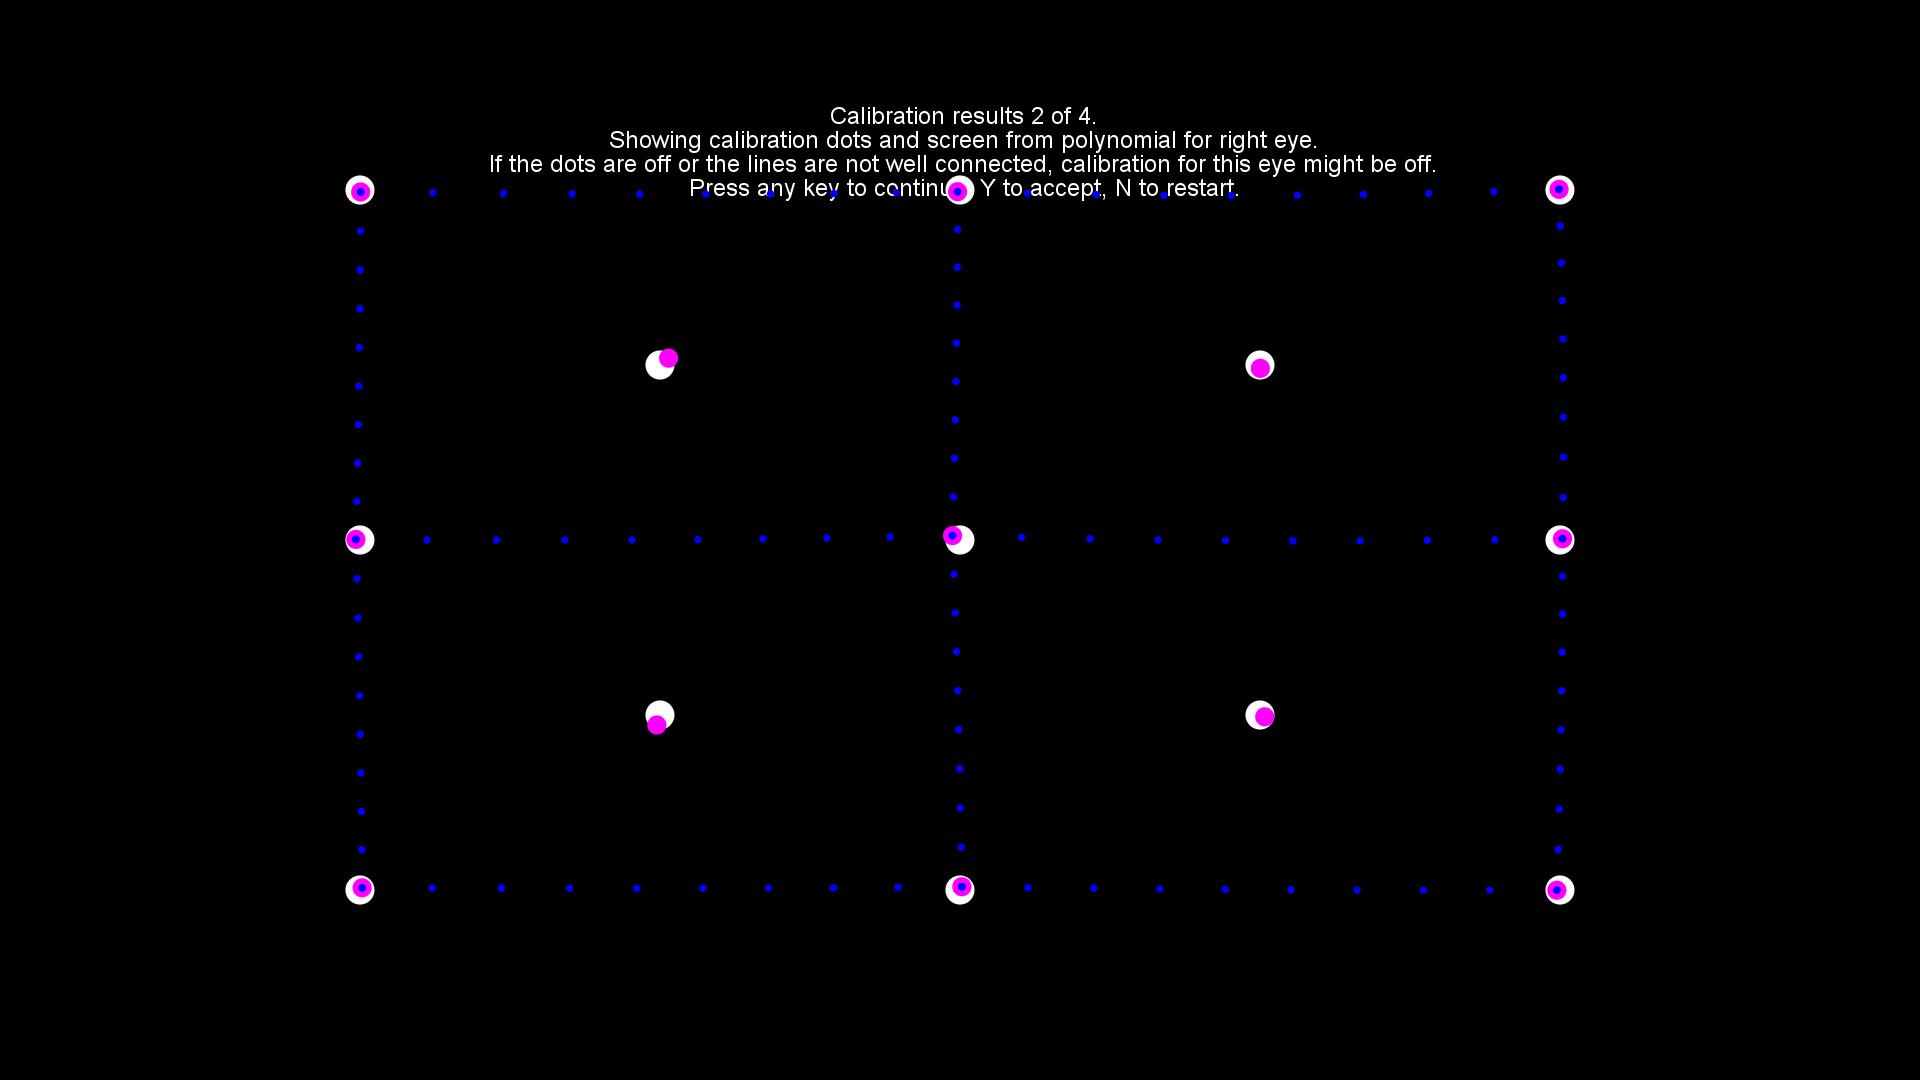 Calibration results 2 of 4.
Showing calibration dots and screen from polynomial for right eye.
If the dots are off or the lines are not well connected, calibration for this eye might be off.
Press any key to continu Y to accept, N to restart.